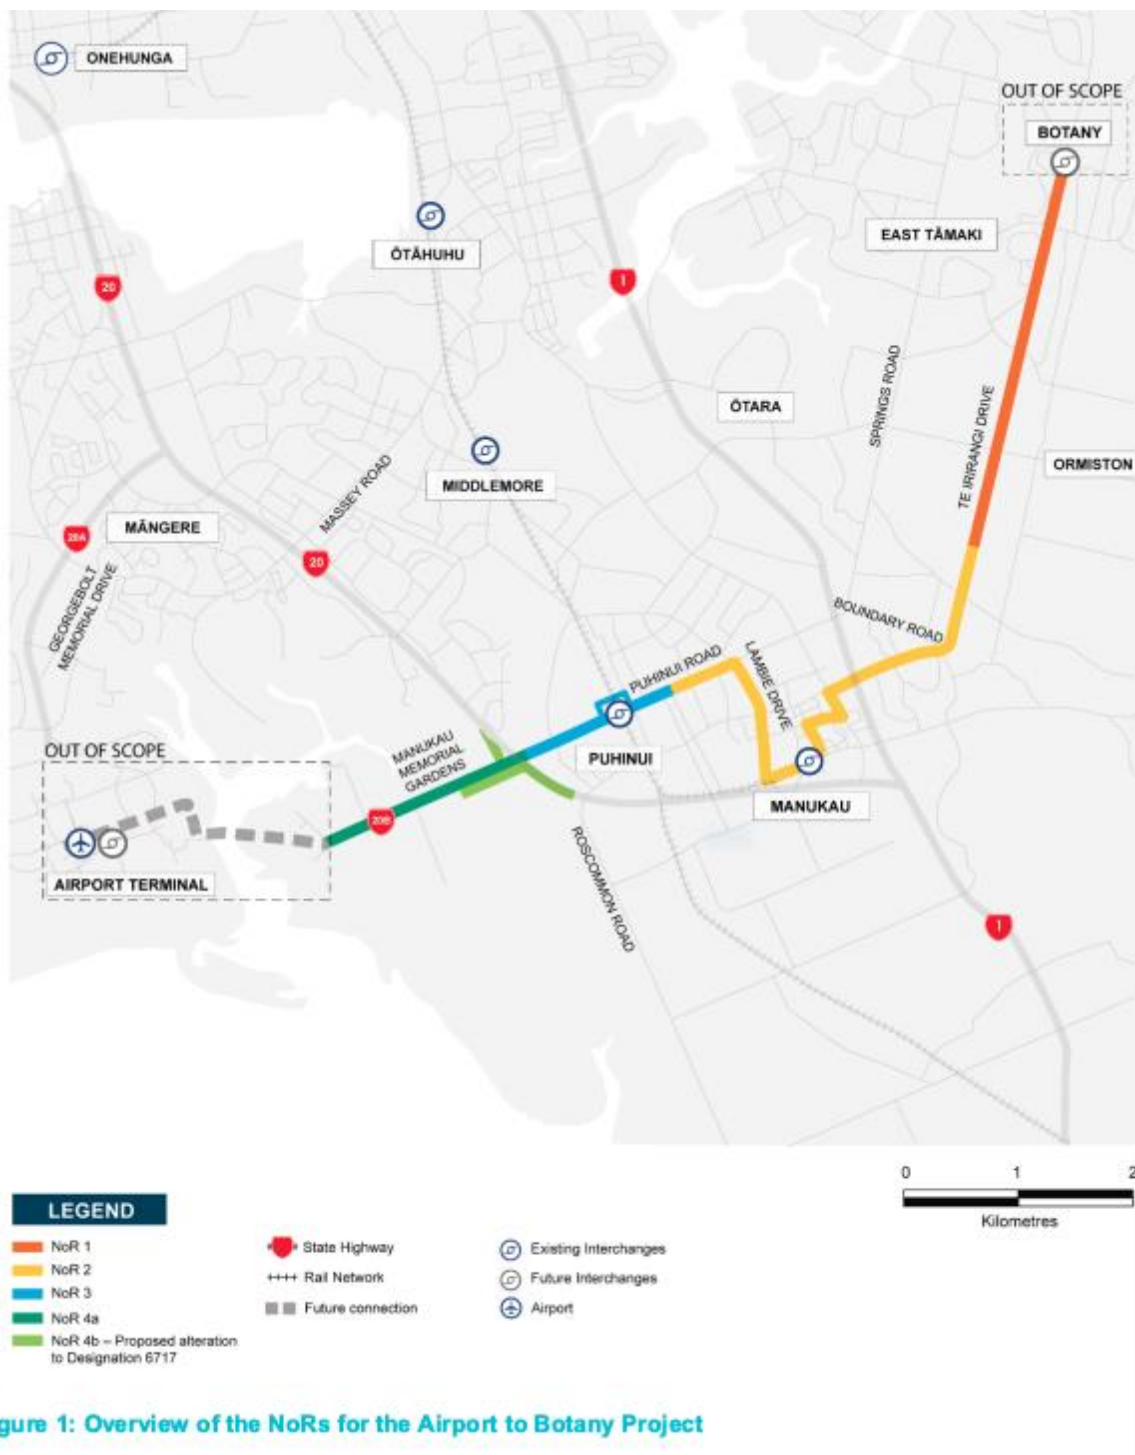 ONEHUNGA
OUT OF SCOPE
BOTANY
EAST TĀMAKI
ŌTĀHUHU
20
1
SPRINGS ROAD
ŌTARA
TE IRIRANGI DRIVE
ORMISTON
MASSEY ROAD
MIDDLEMORE
MĀNGERE
20A
20
GEORGEBOLT
MEMORIAL DRIVE
BOUNDARY ROAD
PUHINUI ROAD
LAMBIE DRIVE
MANUKAU
MEMORIAL
GARDENS
OUT OF SCOPE
PUHINUI
MANUKAU
20B
AIRPORT TERMINAL
ROSCOMMON ROAD
1
0 1 2
Kilometres
LEGEND
NoR 1
NoR 2
NoR 3
NoR 4a
NoR 4b – Proposed alteration
to Designation 6717
State Highway
Rail Network
Future connection
Existing Interchanges
Future Interchanges
Airport
gure 1: Overview of the NoRs for the Airport to Botany Project